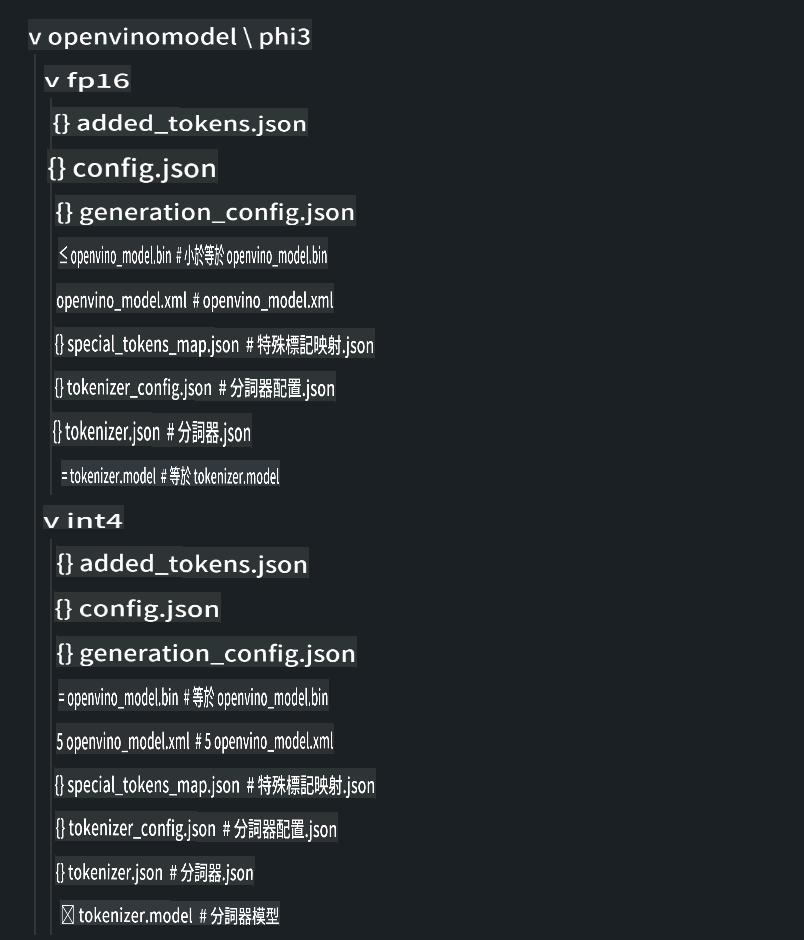 v openvinomodel \ phi3
v fp16
{} added_tokens.json
{} config.json
{} generation_config.json
≤ openvino_model.bin # 小於等於 openvino_model.bin
openvino_model.xml # openvino_model.xml
{} special_tokens_map.json # 特殊標記映射.json
{} tokenizer_config.json # 分詞器配置.json
{} tokenizer.json # 分詞器.json
= tokenizer.model # 等於 tokenizer.model
v int4
{} added_tokens.json
{} config.json
{} generation_config.json
= openvino_model.bin # 等於 openvino_model.bin
5 openvino_model.xml # 5 openvino_model.xml
{} special_tokens_map.json # 特殊標記映射.json
{} tokenizer_config.json # 分詞器配置.json
{} tokenizer.json # 分詞器.json
tokenizer.model # 分詞器模型